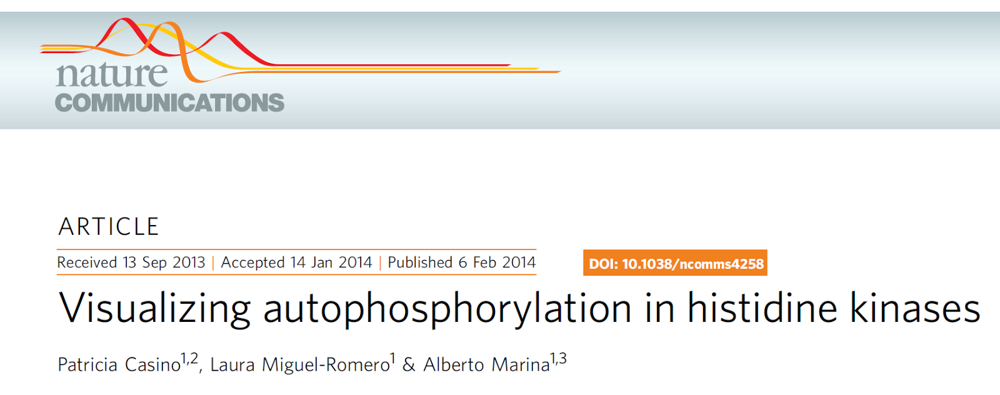 nature
COMMUNICATIONS
ARTICLE
Received 13 Sep 2013 | Accepted 14 Jan 2014 | Published 6 Feb 2014
DOI: 10.1038/ncomms4258
Visualizing autophosphorylation in histidine kinases
Patricia Casino1,2, Laura Miguel-Romero1 & Alberto Marina1,3